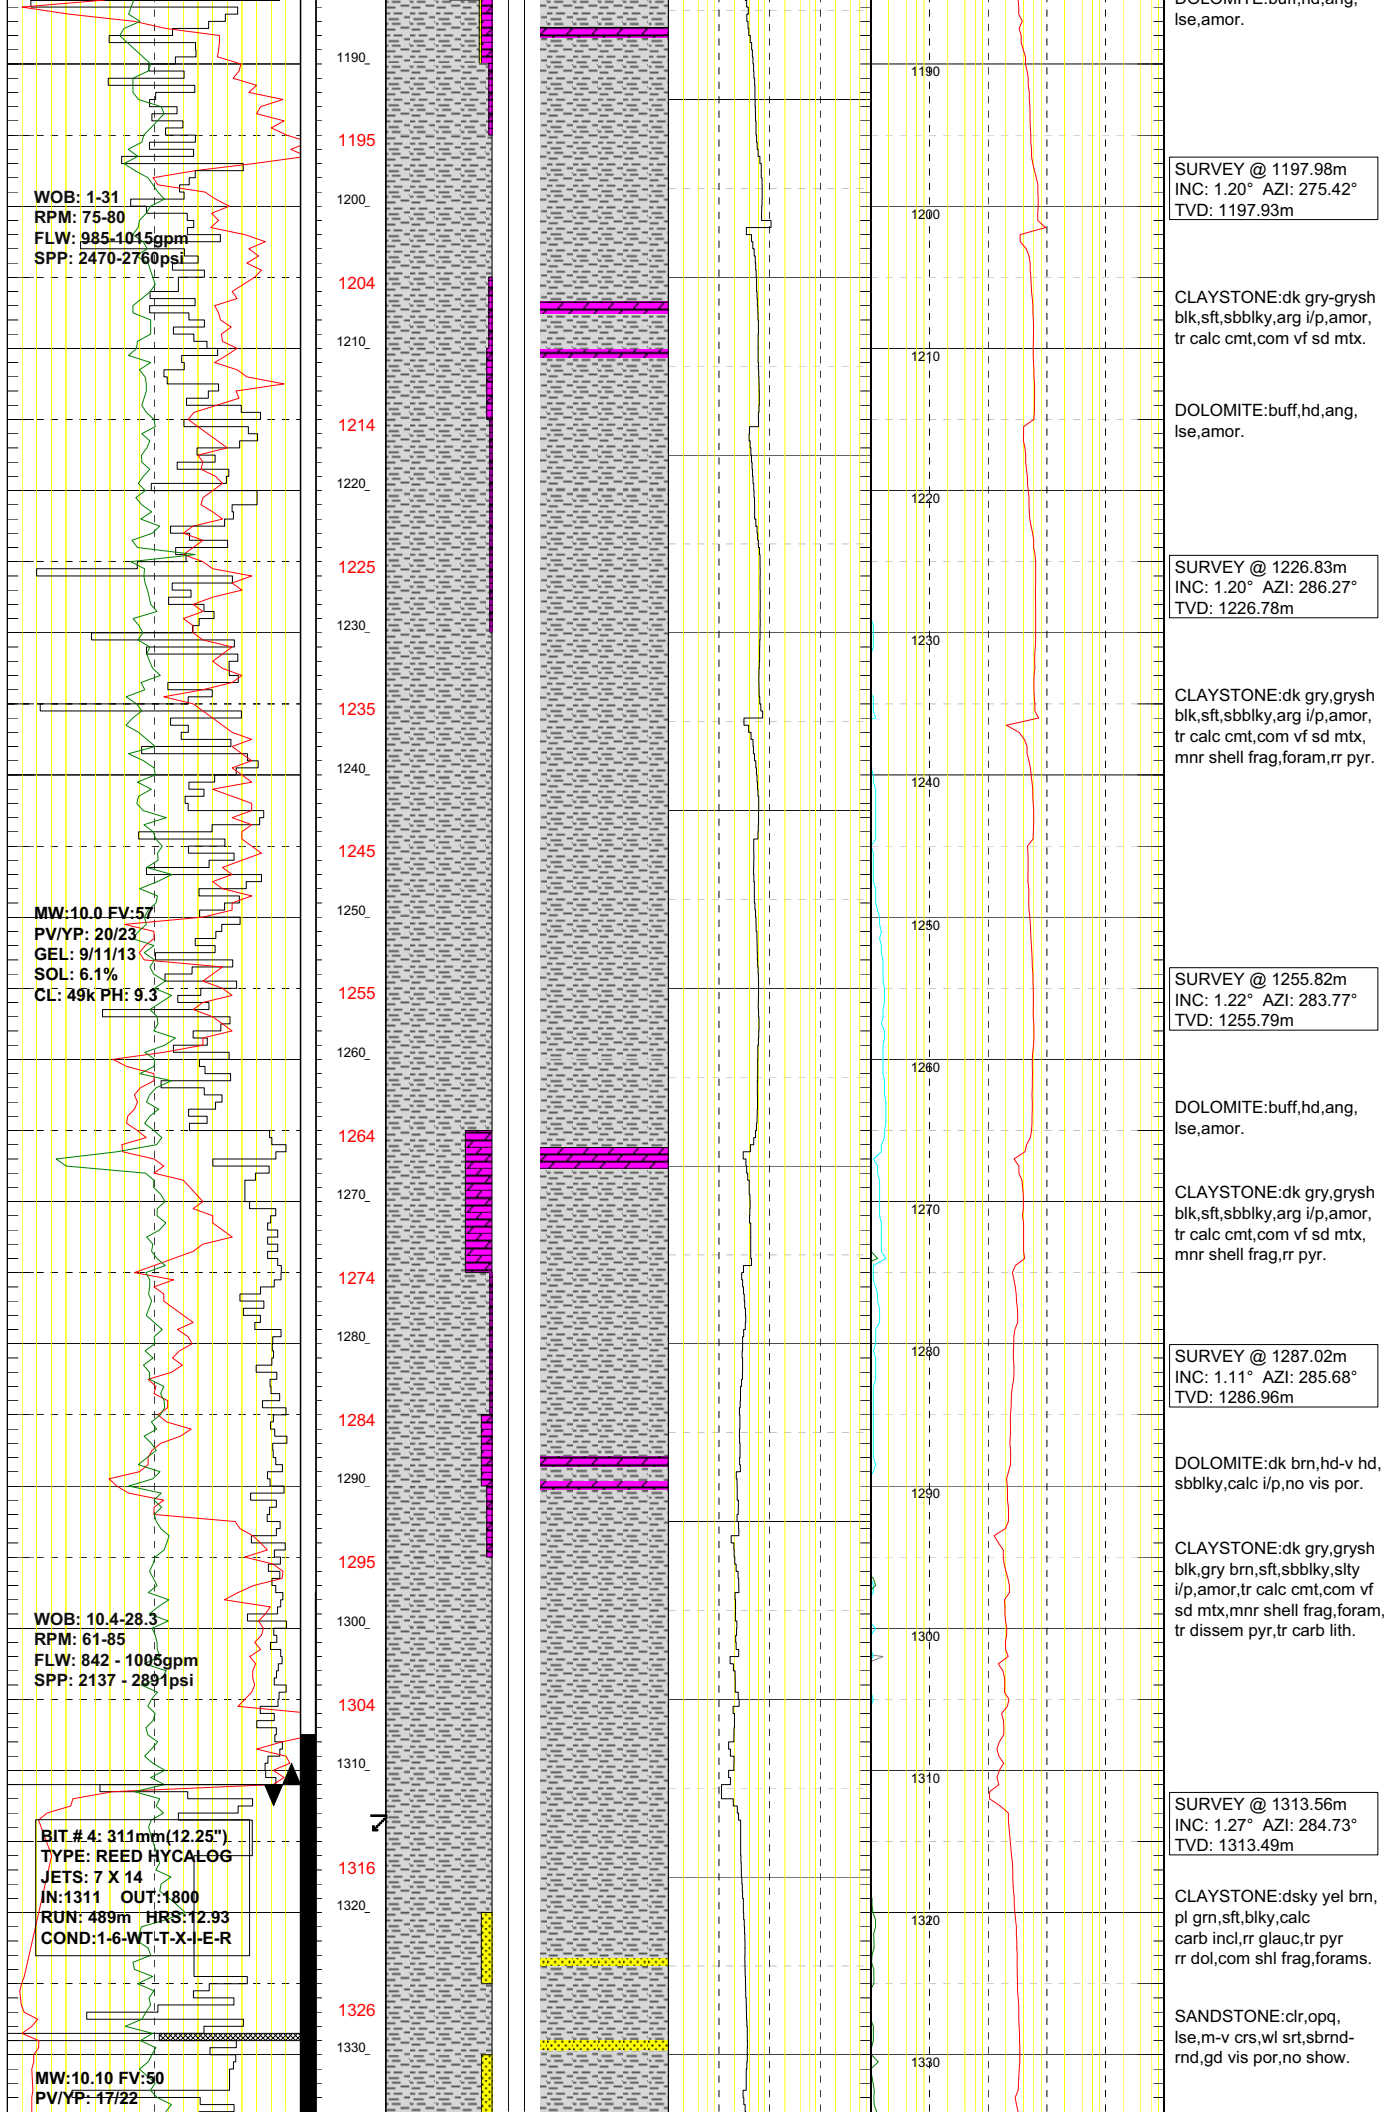 DOLOMITE:buff,hd,ang,
lse,amor.
1190
1190
1195
SURVEY @ 1197.98m
INC: 1.20° AZI: 275.42°
TVD: 1197.93m
WOB: 1-31
RPM: 75-80
FLW: 985-1015gpm
SPP: 2470-2760psi
1200
1200
1204
CLAYSTONE:dk gry-grysh
blk,sft,sbblky,arg i/p,amor,
tr calc cmt,com vf sd mtx.
1210
1210
DOLOMITE:buff,hd,ang,
lse,amor.
1214
1220
1220
1225
SURVEY @ 1226.83m
INC: 1.20° AZI: 286.27°
TVD: 1226.78m
1230
1230
CLAYSTONE:dk gry,grysh
blk,sft,sbblky,arg i/p,amor,
tr calc cmt,com vf sd mtx,
mnr shell frag,foram,rr pyr.
1235
1240
1240
1245
MW:10.0 FV:57
PV/YP: 20/23
GEL: 9/11/13
SOL: 6.1%
CL: 49k PH: 9.3
1250
1250
1255
SURVEY @ 1255.82m
INC: 1.22° AZI: 283.77°
TVD: 1255.79m
1260
1260
DOLOMITE:buff,hd,ang,
lse,amor.
1264
CLAYSTONE:dk gry,grysh
blk,sft,sbblky,arg i/p,amor,
tr calc cmt,com vf sd mtx,
mnr shell frag,rr pyr.
1270
1270
1274
1280
1280
SURVEY @ 1287.02m
INC: 1.11° AZI: 285.68°
TVD: 1286.96m
1284
DOLOMITE:dk brn,hd-v hd,
sbblky,calc i/p,no vis por.
1290
1290
CLAYSTONE:dk gry,grysh
blk,gry brn,sft,sbblky,slty
i/p,amor,tr calc cmt,com vf
sd mtx,mnr shell frag,foram,
tr dissem pyr,tr carb lith.
1295
WOB: 10.4-28.3
RPM: 61-85
FLW: 842 - 1005gpm
SPP: 2137 - 2891psi
1300
1300
1304
1310
1310
SURVEY @ 1313.56m
INC: 1.27° AZI: 284.73°
TVD: 1313.49m
BIT # 4: 311mm(12.25")
TYPE: REED HYCALOG
JETS: 7 X 14
IN:1311 OUT:1800
RUN: 489m HRS:12.93
COND:1-6-WT-T-X-I-E-R
1316
1320
1320
CLAYSTONE:dsky yel brn,
pl grn,sft,blky,calc
carb incl,rr glauc,tr pyr
rr dol,com shl frag,forams.
1326
SANDSTONE:clr,opq,
lse,m-v crs,wl srt,sbrnd-
rnd,gd vis por,no show.
1330
1330
MW:10.10 FV:50
PV/YP: 17/22